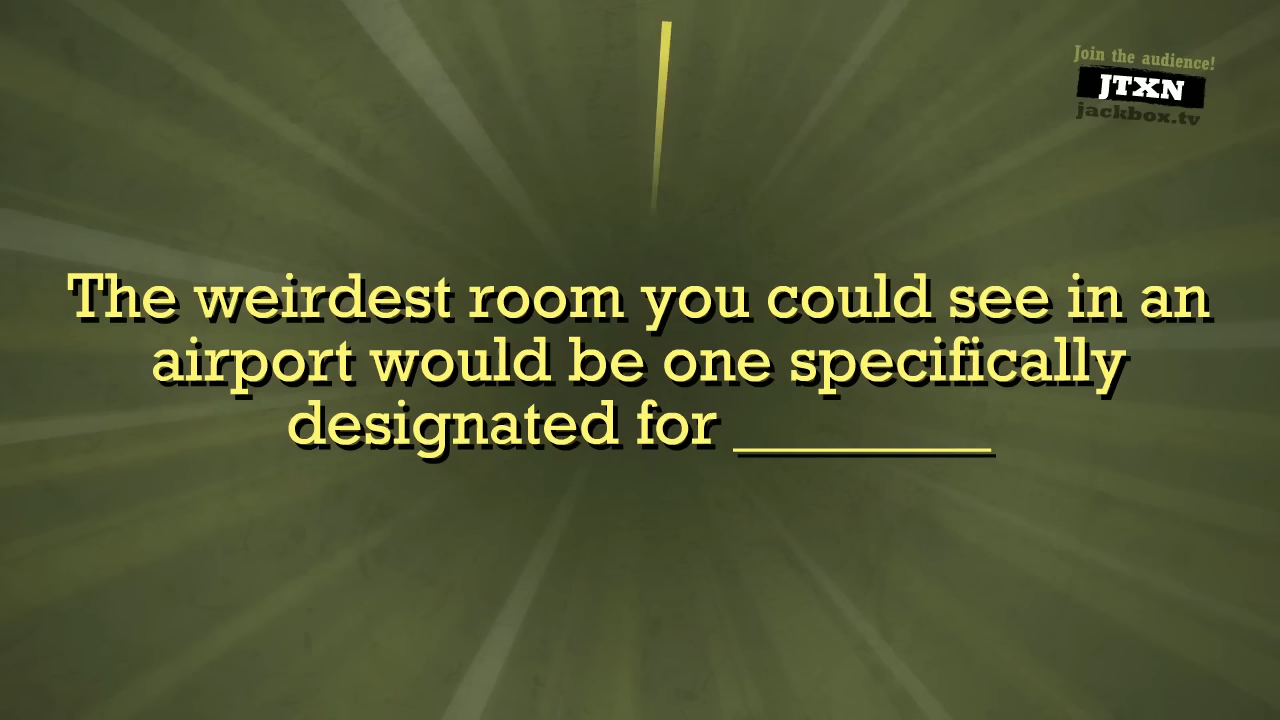 Join the audience!
JTXN
jackbox.tv
The weirdest room you could see in an
airport would be one specifically
designated for _________